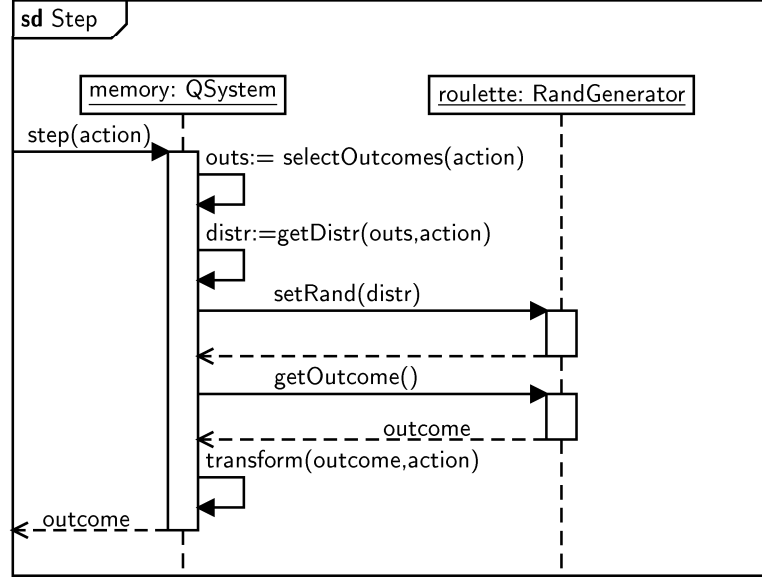 sd Step
memory: QSystem
roulette: RandGenerator
step(action)
outs:= selectOutcomes(action)
distr:=getDistr(outs,action)
setRand(distr)
getOutcome()
outcome
transform(outcome,action)
outcome